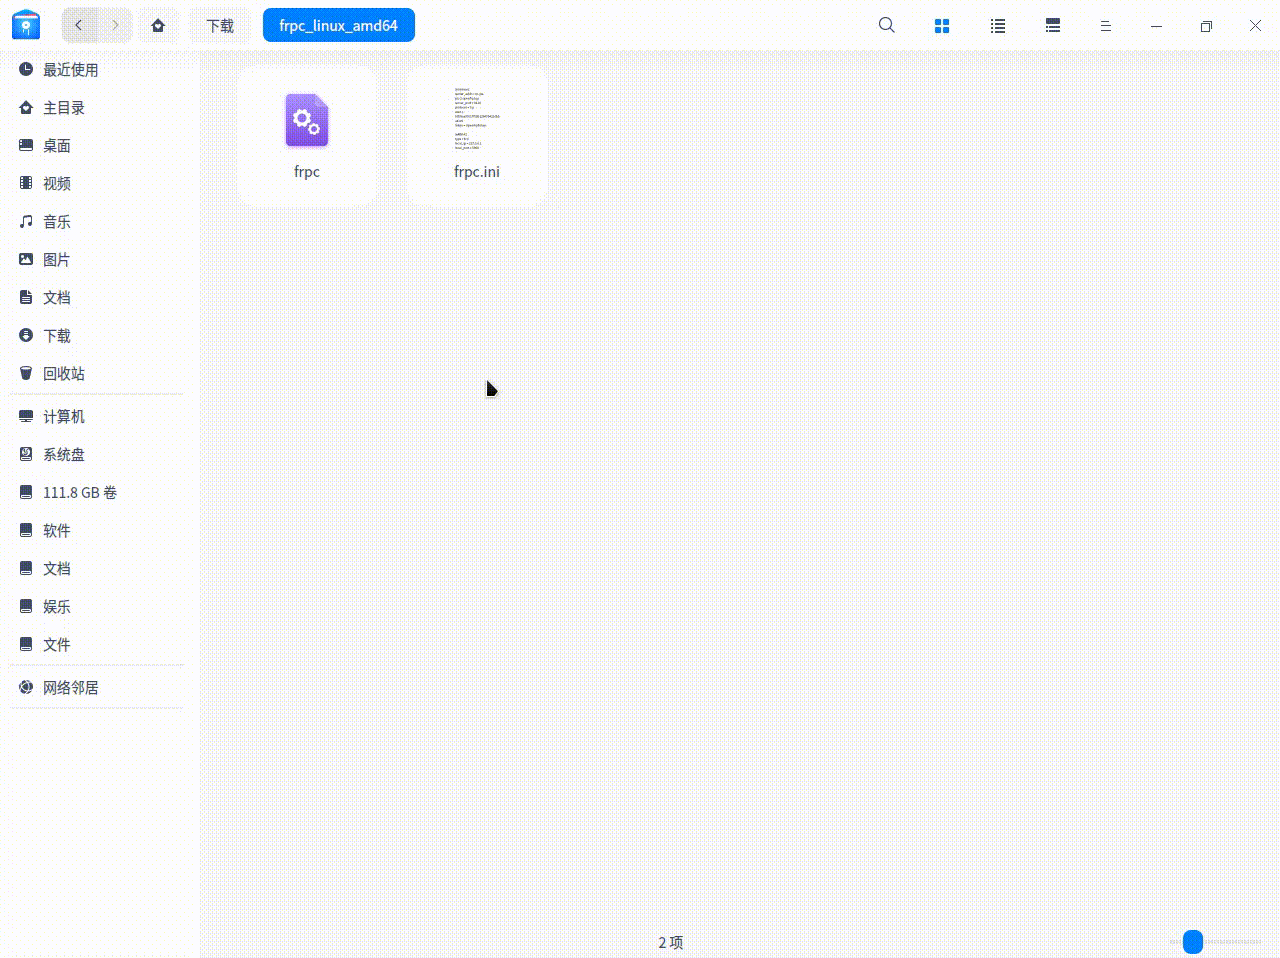 下载
frpc_linux_amd64
最近使用
主目录
桌面
视频
音乐
图片
文档
下载
回收站
计算机
系统盘
111.8 GB 卷
软件
文档
娱乐
文件
网络邻居
frpc
frpc.ini
2 项